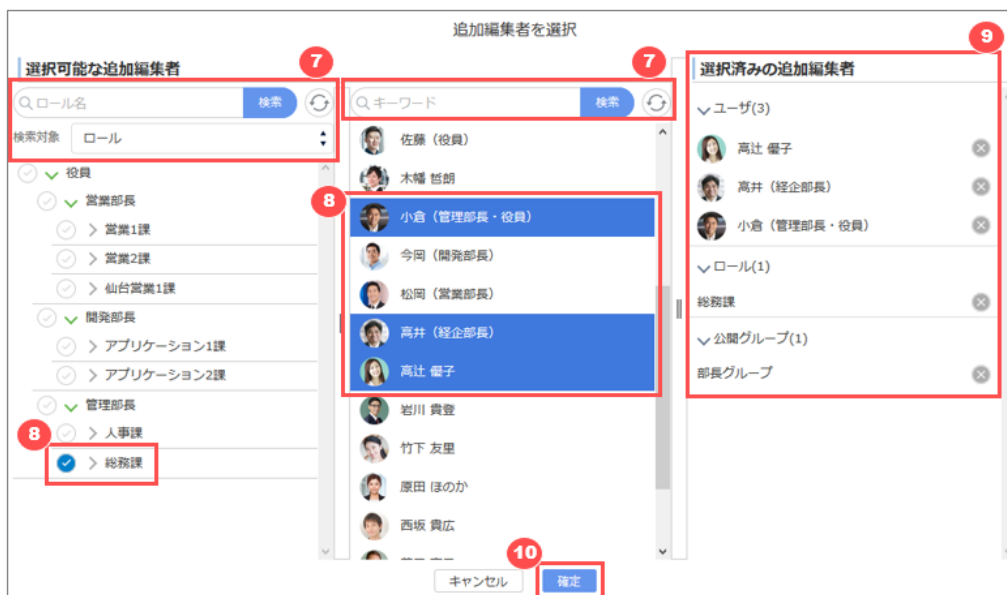 追加編集者を選択
7
選択可能な追加編集者
ロール名
検索
検索対象
ロール
役員
営業部長
営業1課
営業2課
仙台営業1課
開発部長
アプリケーション1課
アプリケーション2課
管理部長
8
人事課
総務課
7
キーワード
検索
佐藤（役員）
木幡 哲朗
8
小倉（管理部長・役員）
今岡（開発部長）
松岡（営業部長）
高井（経企部長）
高辻 優子
岩川 貴登
竹下 友里
原田 ほのか
西坂 貴広
9
選択済みの追加編集者
ユーザ(3)
高辻 優子
高井（経企部長）
小倉（管理部長・役員）
ロール(1)
総務課
公開グループ(1)
部長グループ
キャンセル
10
確定